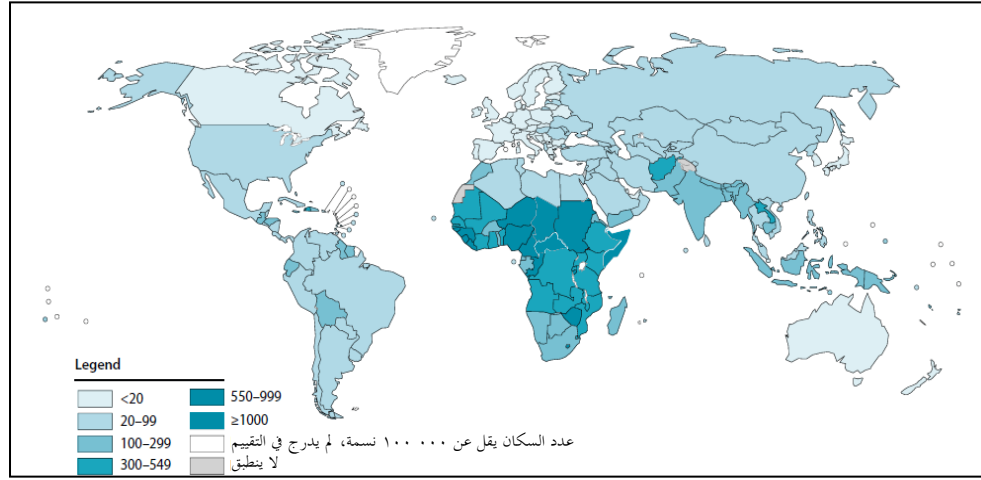 Legend
<20
20–99
100–299
300–549
550–999
≥1000
عدد السكان يقل عن ١٠٠ ٠٠٠ نسمة، لم يدرج في التقييم
لا ينطبق